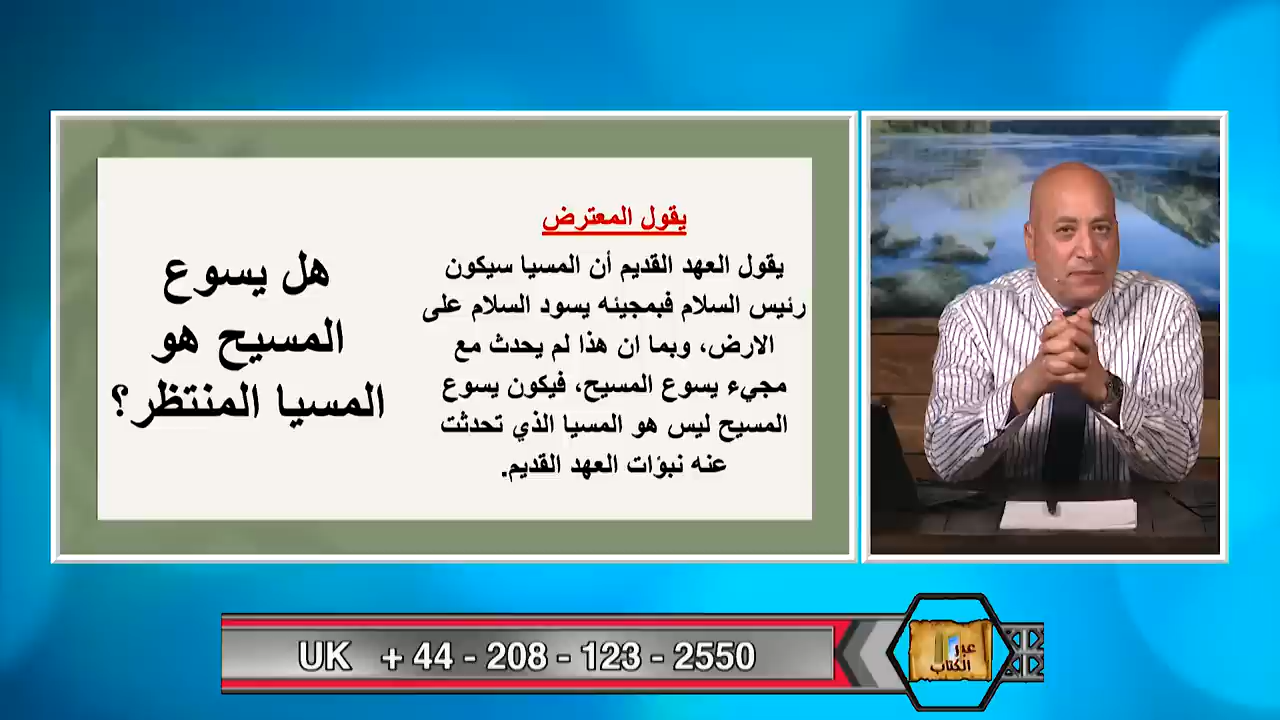 يقول المعترض
يقول العهد القديم أن المسيا سيكون
رئيس السلام فبمجيئه يسود السلام على
الارض، وبما ان هذا لم يحدث مع
مجيء يسوع المسيح، فيكون يسوع
المسيح ليس هو المسيا الذي تحدثت
عنه نبؤات العهد القديم.
هل يسوع
المسيح هو
المسيا المنتظر؟
UK + 44 - 208 - 123 - 2550
عبر
الكتاب